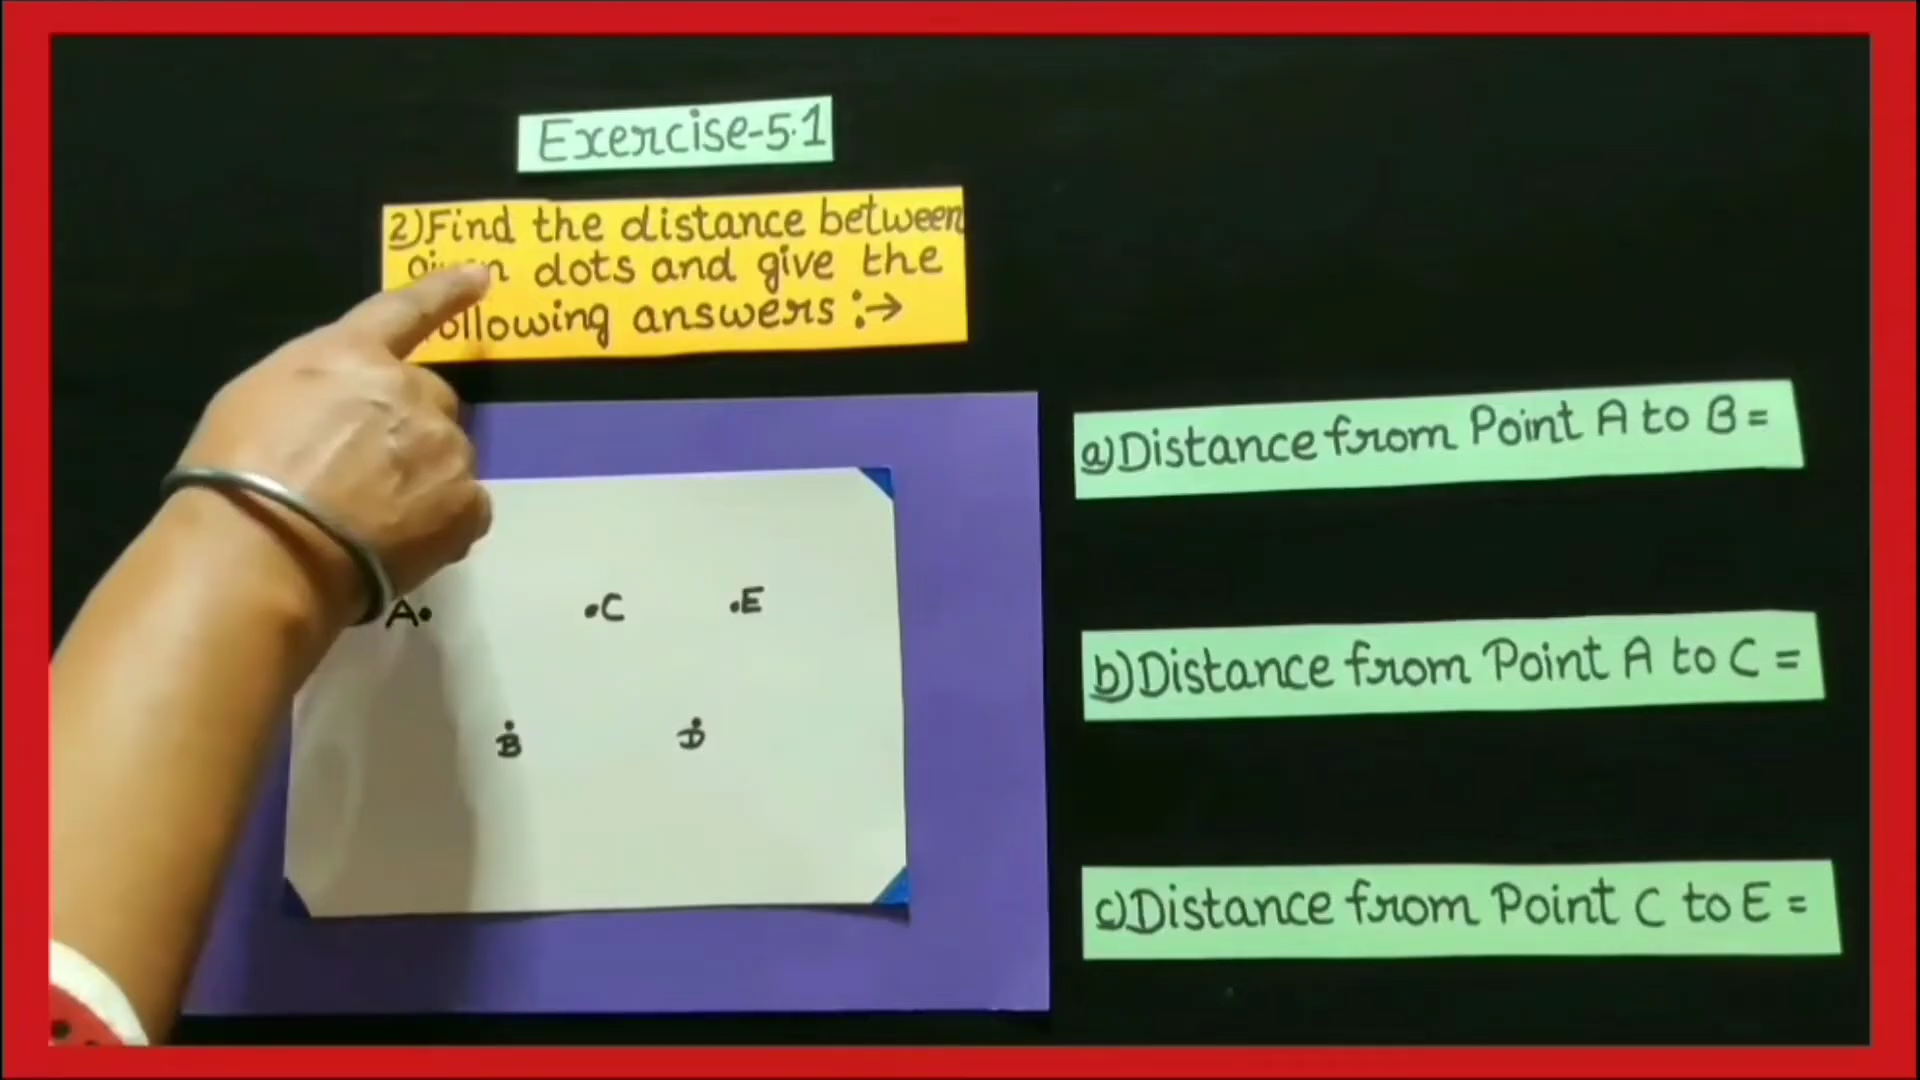 Exercise-5.1
2)Find the distance between
dots and give the
following answers :→
A. .C .E
B D
a)Distance from Point A to B =
b)Distance from Point A to C =
c)Distance from Point C to E =